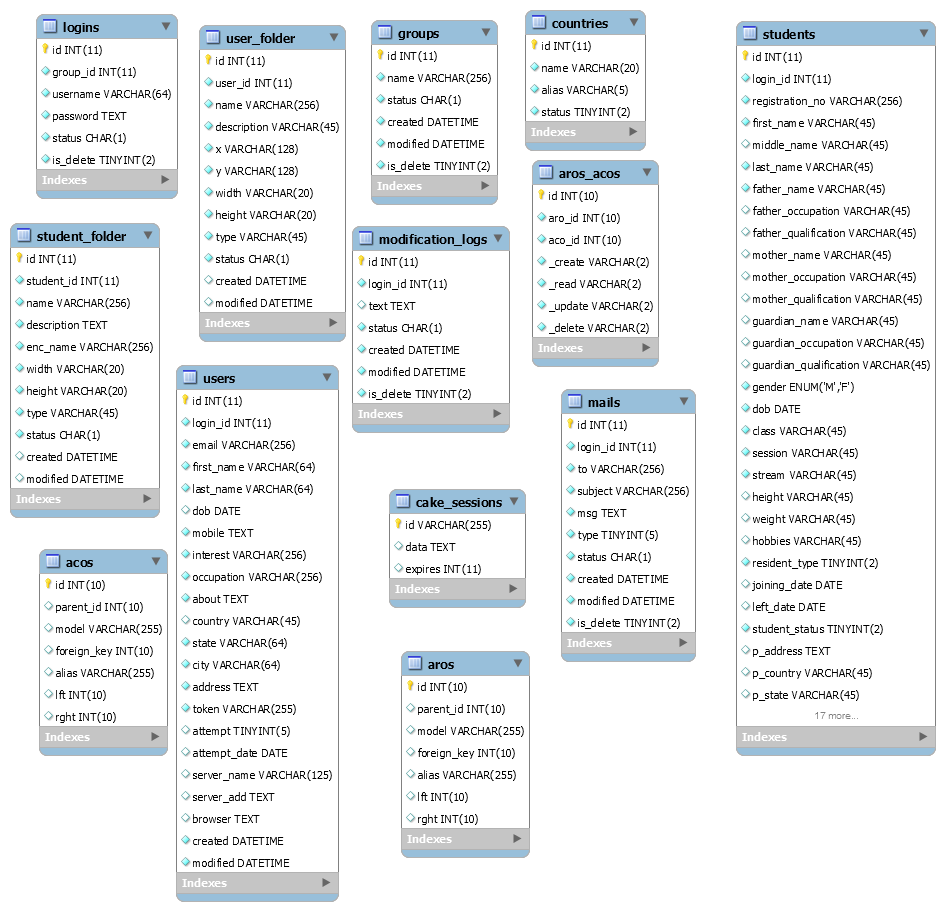 logins
id INT(11)
group_id INT(11)
username VARCHAR(64)
password TEXT
status CHAR(1)
is_delete TINYINT(2)
Indexes
user_folder
id INT(11)
user_id INT(11)
name VARCHAR(256)
description VARCHAR(45)
x VARCHAR(128)
y VARCHAR(128)
width VARCHAR(20)
height VARCHAR(20)
type VARCHAR(45)
status CHAR(1)
created DATETIME
modified DATETIME
Indexes
groups
id INT(11)
name VARCHAR(256)
status CHAR(1)
created DATETIME
modified DATETIME
is_delete TINYINT(2)
Indexes
countries
id INT(11)
name VARCHAR(20)
alias VARCHAR(5)
status TINYINT(2)
Indexes
students
id INT(11)
login_id INT(11)
registration_no VARCHAR(256)
first_name VARCHAR(45)
middle_name VARCHAR(45)
last_name VARCHAR(45)
father_name VARCHAR(45)
father_occupation VARCHAR(45)
father_qualification VARCHAR(45)
mother_name VARCHAR(45)
mother_occupation VARCHAR(45)
mother_qualification VARCHAR(45)
guardian_name VARCHAR(45)
guardian_occupation VARCHAR(45)
guardian_qualification VARCHAR(45)
gender ENUM('M','F')
dob DATE
class VARCHAR(45)
session VARCHAR(45)
stream VARCHAR(45)
height VARCHAR(45)
weight VARCHAR(45)
hobbies VARCHAR(45)
resident_type TINYINT(2)
joining_date DATE
left_date DATE
student_status TINYINT(2)
p_address TEXT
p_country VARCHAR(45)
p_state VARCHAR(45)
17 more...
Indexes
aros_acos
id INT(10)
aro_id INT(10)
aco_id INT(10)
_create VARCHAR(2)
_read VARCHAR(2)
_update VARCHAR(2)
_delete VARCHAR(2)
Indexes
student_folder
id INT(11)
student_id INT(11)
name VARCHAR(256)
description TEXT
enc_name VARCHAR(256)
width VARCHAR(20)
height VARCHAR(20)
type VARCHAR(45)
status CHAR(1)
created DATETIME
modified DATETIME
Indexes
modification_logs
id INT(11)
login_id INT(11)
text TEXT
status CHAR(1)
created DATETIME
modified DATETIME
is_delete TINYINT(2)
Indexes
users
id INT(11)
login_id INT(11)
email VARCHAR(256)
first_name VARCHAR(64)
last_name VARCHAR(64)
dob DATE
mobile TEXT
interest VARCHAR(256)
occupation VARCHAR(256)
about TEXT
country VARCHAR(45)
state VARCHAR(64)
city VARCHAR(64)
address TEXT
token VARCHAR(255)
attempt TINYINT(5)
attempt_date DATE
server_name VARCHAR(125)
server_add TEXT
browser TEXT
created DATETIME
modified DATETIME
Indexes
mails
id INT(11)
login_id INT(11)
to VARCHAR(256)
subject VARCHAR(256)
msg TEXT
type TINYINT(5)
status CHAR(1)
created DATETIME
modified DATETIME
is_delete TINYINT(2)
Indexes
cake_sessions
id VARCHAR(255)
data TEXT
expires INT(11)
Indexes
acos
id INT(10)
parent_id INT(10)
model VARCHAR(255)
foreign_key INT(10)
alias VARCHAR(255)
lft INT(10)
rght INT(10)
Indexes
aros
id INT(10)
parent_id INT(10)
model VARCHAR(255)
foreign_key INT(10)
alias VARCHAR(255)
lft INT(10)
rght INT(10)
Indexes